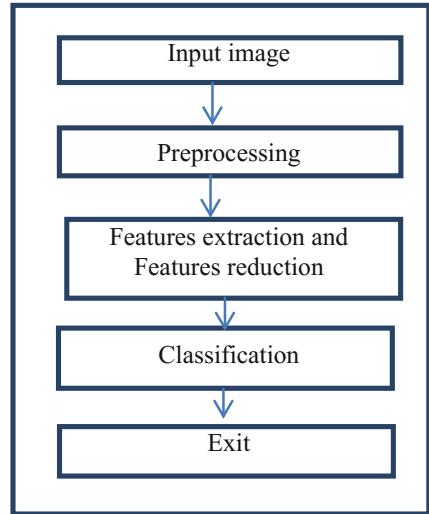 Input image
Preprocessing
Features extraction and
Features reduction
Classification
Exit